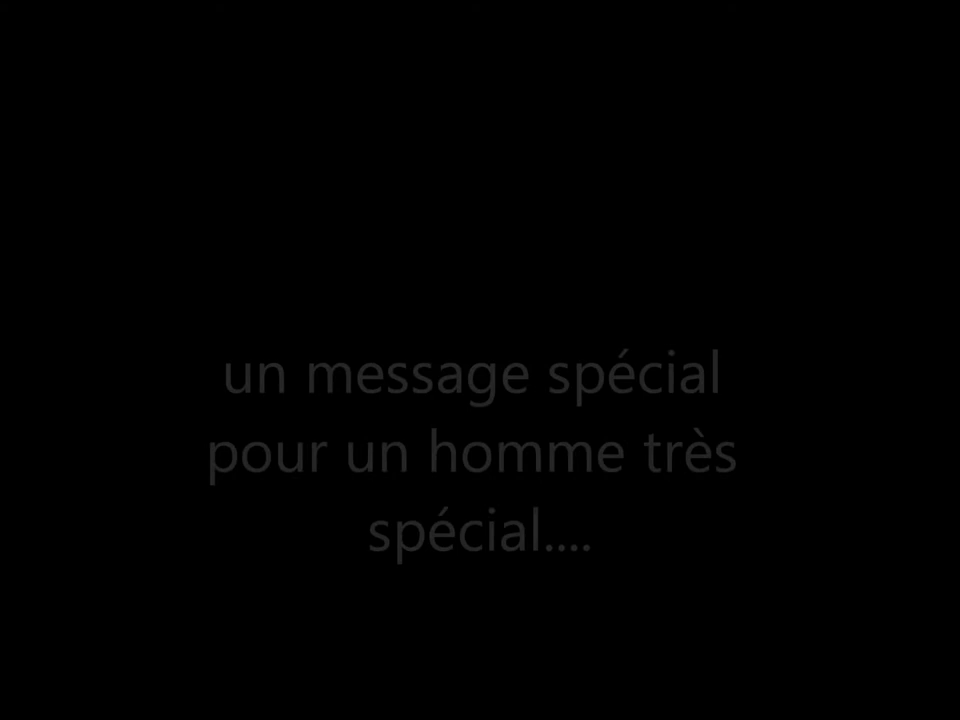 un message spécial
pour un homme très
spécial....